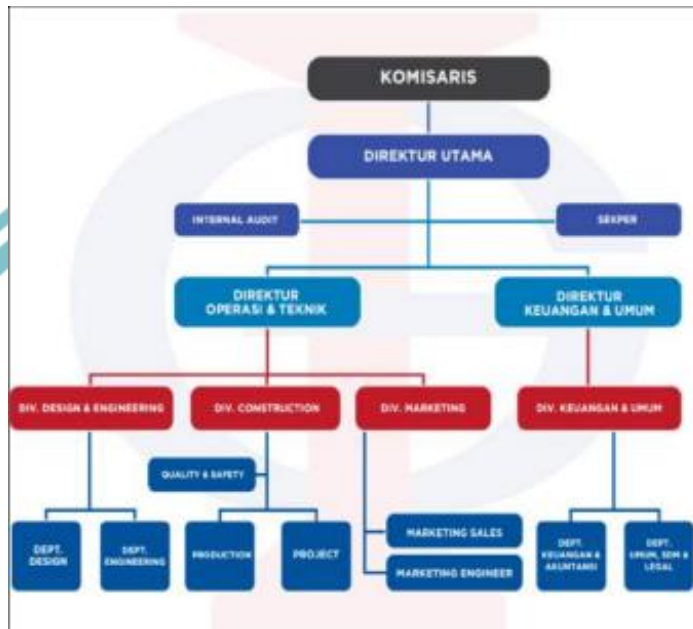 KOMISARIS
DIREKTUR UTAMA
INTERNAL AUDIT
SEKPER
DIREKTUR
OPERASI & TEKNIK
DIREKTUR
KEUANGAN & UMUM
DIV. DESIGN & ENGINEERING
DIV. CONSTRUCTION
DIV. MARKETING
DIV. KEUANGAN & UMUM
QUALITY & SAFETY
DEPT.
DESIGN
DEPT.
ENGINEERING
PRODUCTION
PROJECT
MARKETING SALES
MARKETING ENGINEER
DEPT.
KEUANGAN &
AKUNTANSI
DEPT.
UMUM, SDM &
LEGAL